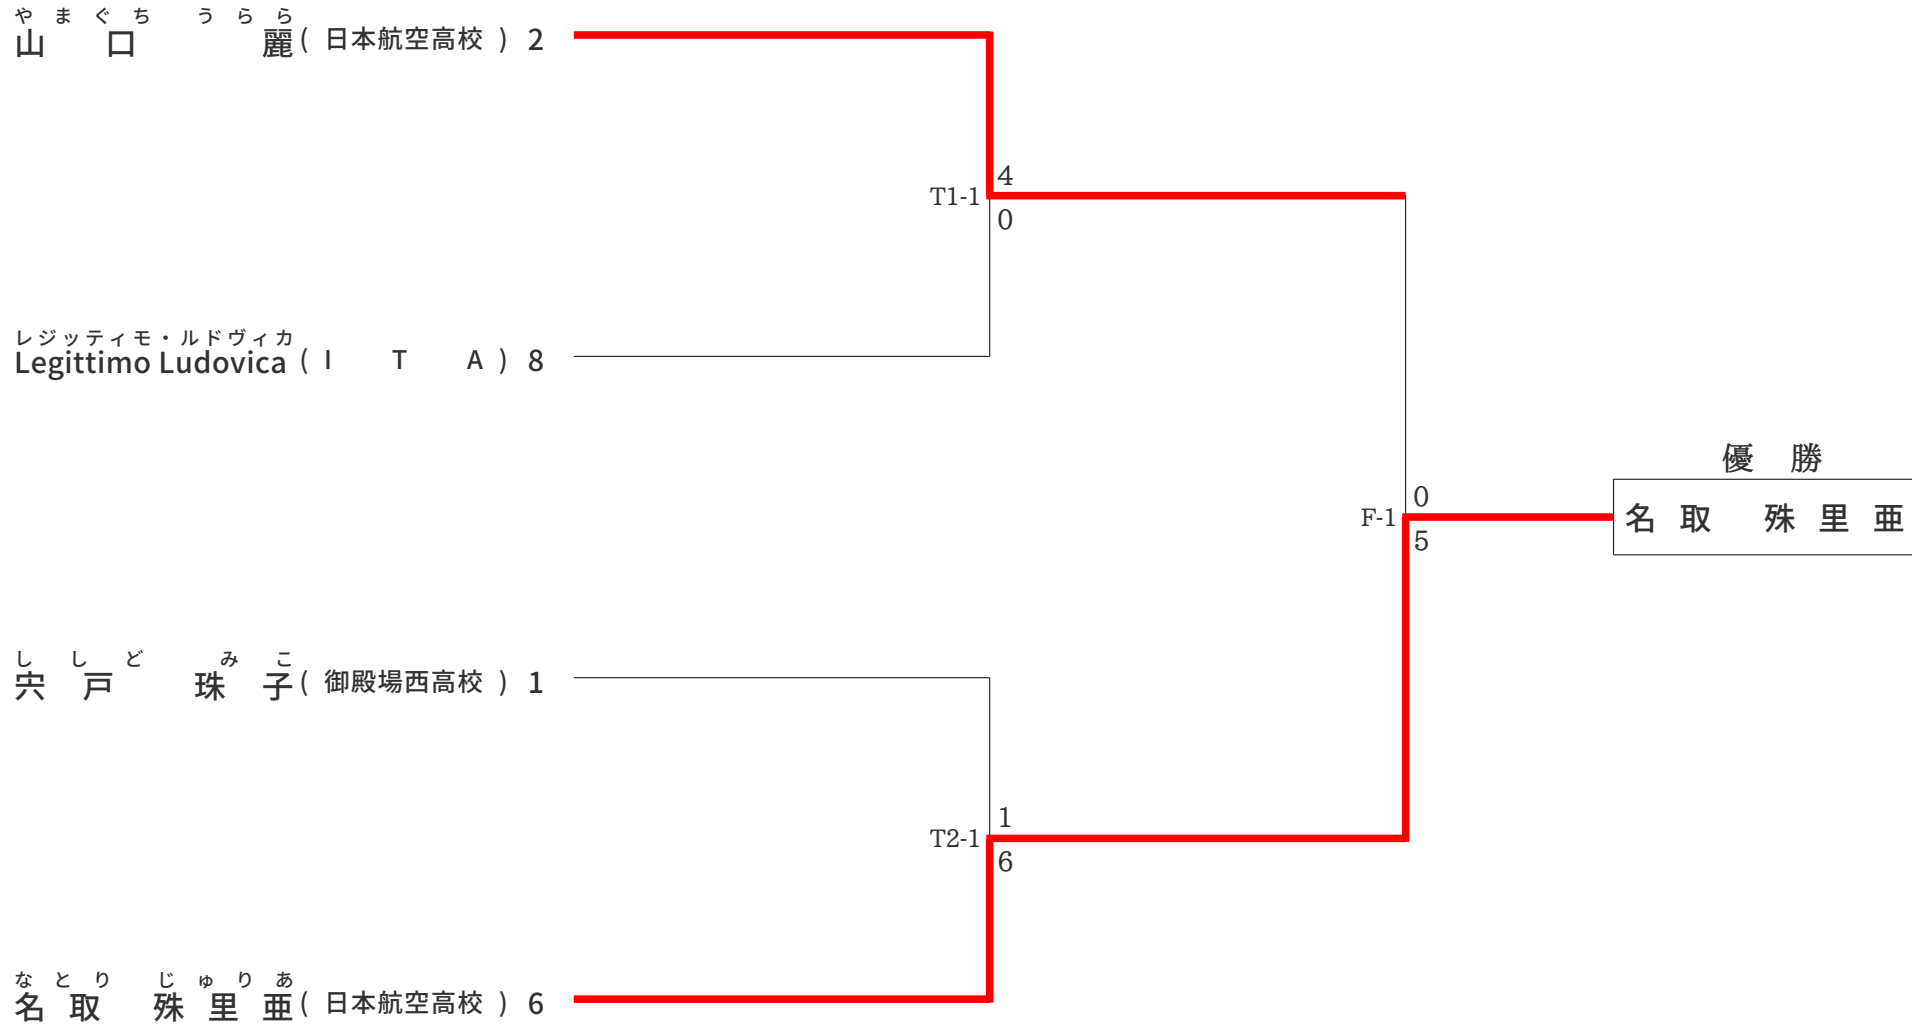 やまぐち うらら
山口 麗 ( 日本航空高校 ) 2
4
T1-1
0
レジッティモ・ルドヴィカ
Legittimo Ludovica ( I T A ) 8
優 勝
0
F-1 名取 殊里亜
5
ししど みこ
宍戸 珠子 ( 御殿場西高校 ) 1
1
T2-1
6
なとり じゅりあ
名取 殊里亜 ( 日本航空高校 ) 6